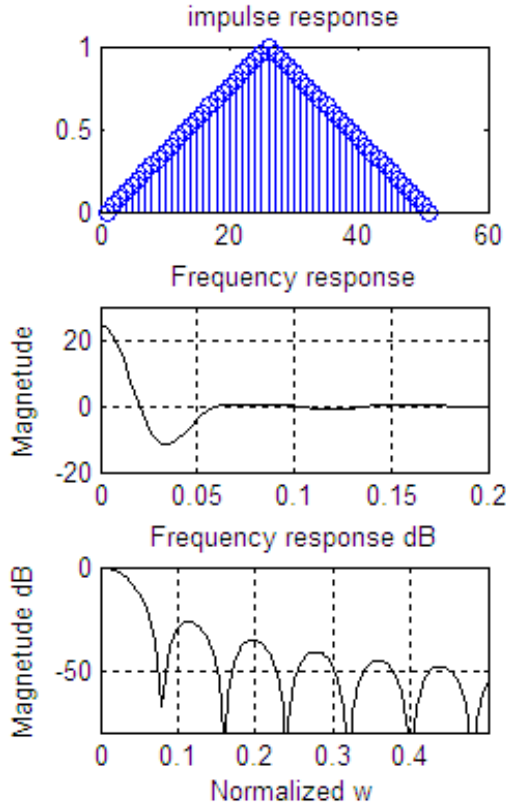 impulse response
1
0.5
0
0 20 40 60
Frequency response
Magnetude
20
0
-20
0 0.05 0.1 0.15 0.2
Frequency response dB
Magnetude dB
0
-50
0 0.1 0.2 0.3 0.4
Normalized w